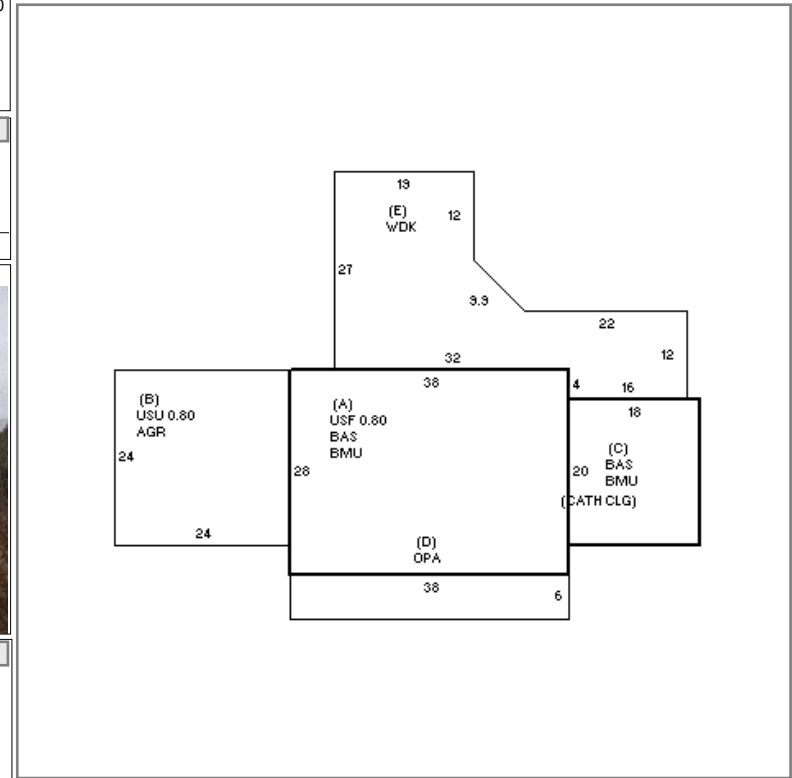 19
(E)
WDK
12
27
9.9
22
12
32
38
4
16
18
(B)
USU 0.80
AGR
24
24
(A)
USF 0.80
BAS
BMU
28
20
(C)
BAS
BMU
(CATH CLG)
(D)
OPA
38
6